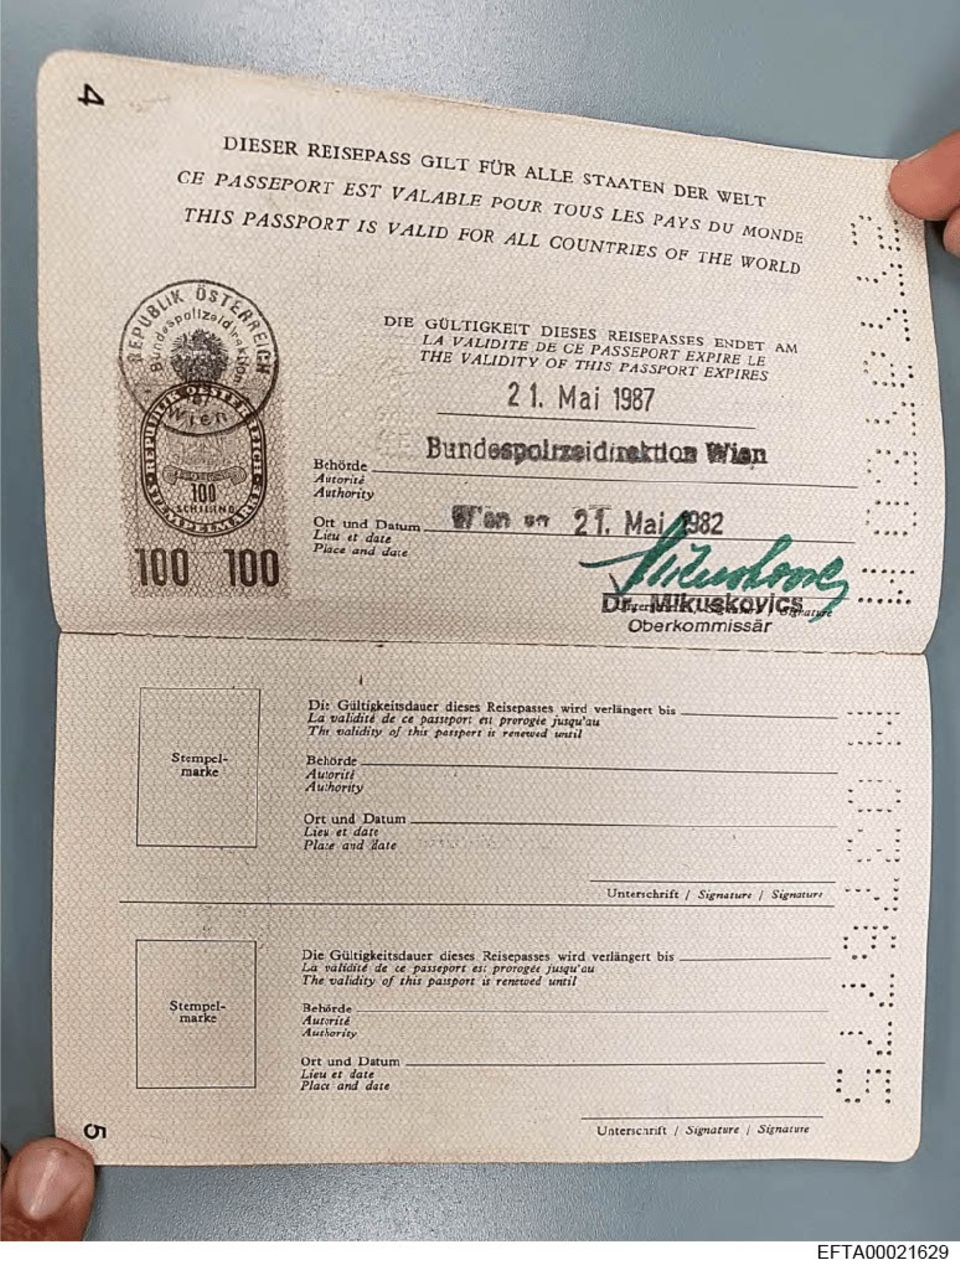 4
DIESER REISEPASS GILT FÜR ALLE STAATEN DER WELT
CE PASSEPORT EST VALABLE POUR TOUS LES PAYS DU MONDE
THIS PASSPORT IS VALID FOR ALL COUNTRIES OF THE WORLD
REPUBLIK ÖSTERREICH
Bundespolizeidirektion
Wien
REPUBLIK OESTERREICH
100
SCHILLING
STEMPELMARKE
100 100
DIE GÜLTIGKEIT DIESES REISEPASSES ENDET AM
LA VALIDITE DE CE PASSEPORT EXPIRE LE
THE VALIDITY OF THIS PASSPORT EXPIRES
21. Mai 1987
Bundespolizeidirektion Wien
Behörde
Autorité
Authority
Ort und Datum Wien am 21. Mai 1982
Lieu et date
Place and date
Dr. Mikuskovics
Signature
Oberkommissär
Stempel-
marke
Die Gültigkeitsdauer dieses Reisepasses wird verlängert bis
La validité de ce passeport est prorogée jusqu'au
The validity of this passport is renewed until
Behörde
Autorité
Authority
Ort und Datum
Lieu et date
Place and date
Unterschrift / Signature / Signature
Stempel-
marke
Die Gültigkeitsdauer dieses Reisepasses wird verlängert bis
La validité de ce passeport est prorogée jusqu'au
The validity of this passport is renewed until
Behörde
Autorité
Authority
Ort und Datum
Lieu et date
Place and date
Unterschrift / Signature / Signature
5
EFTA00021629